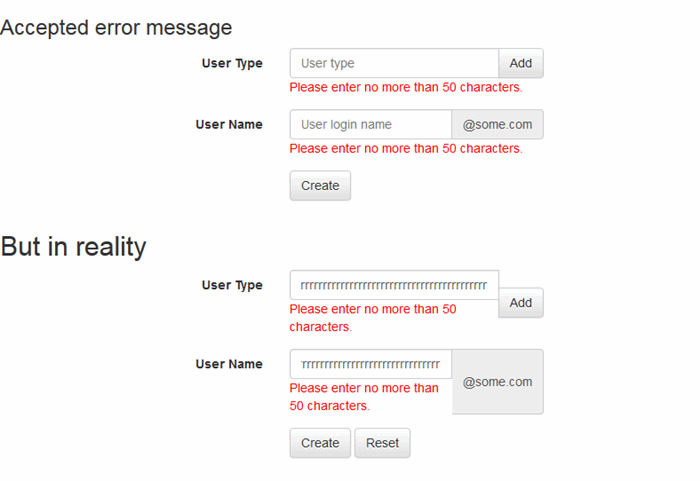 Accepted error message
User Type User type Add
Please enter no more than 50 characters.
User Name User login name @some.com
Please enter no more than 50 characters.
Create
But in reality
User Type Add
Please enter no more than 50
characters.
User Name @some.com
Please enter no more than
50 characters.
Create Reset